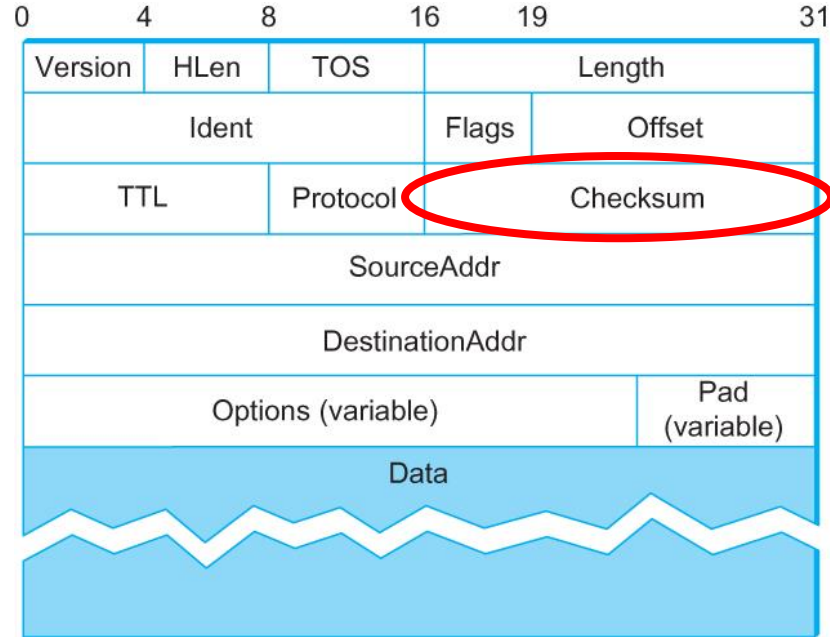 0 4 8 16 19 31
Version HLen TOS Length
Ident Flags Offset
TTL Protocol Checksum
SourceAddr
DestinationAddr
Options (variable) Pad
(variable)
Data